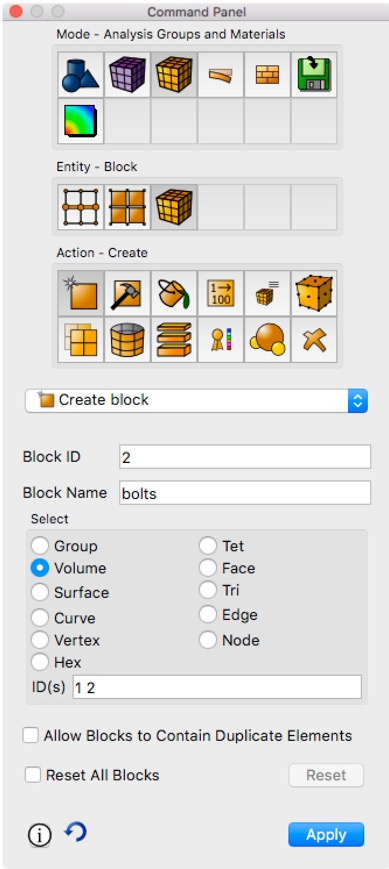 Command Panel
Mode - Analysis Groups and Materials
Entity - Block
Action - Create
1→
100
Create block
Block ID 2
Block Name bolts
Select
Group Tet
Volume Face
Surface Tri
Curve Edge
Vertex Node
Hex
ID(s) 1 2
Allow Blocks to Contain Duplicate Elements
Reset All Blocks Reset
i Apply